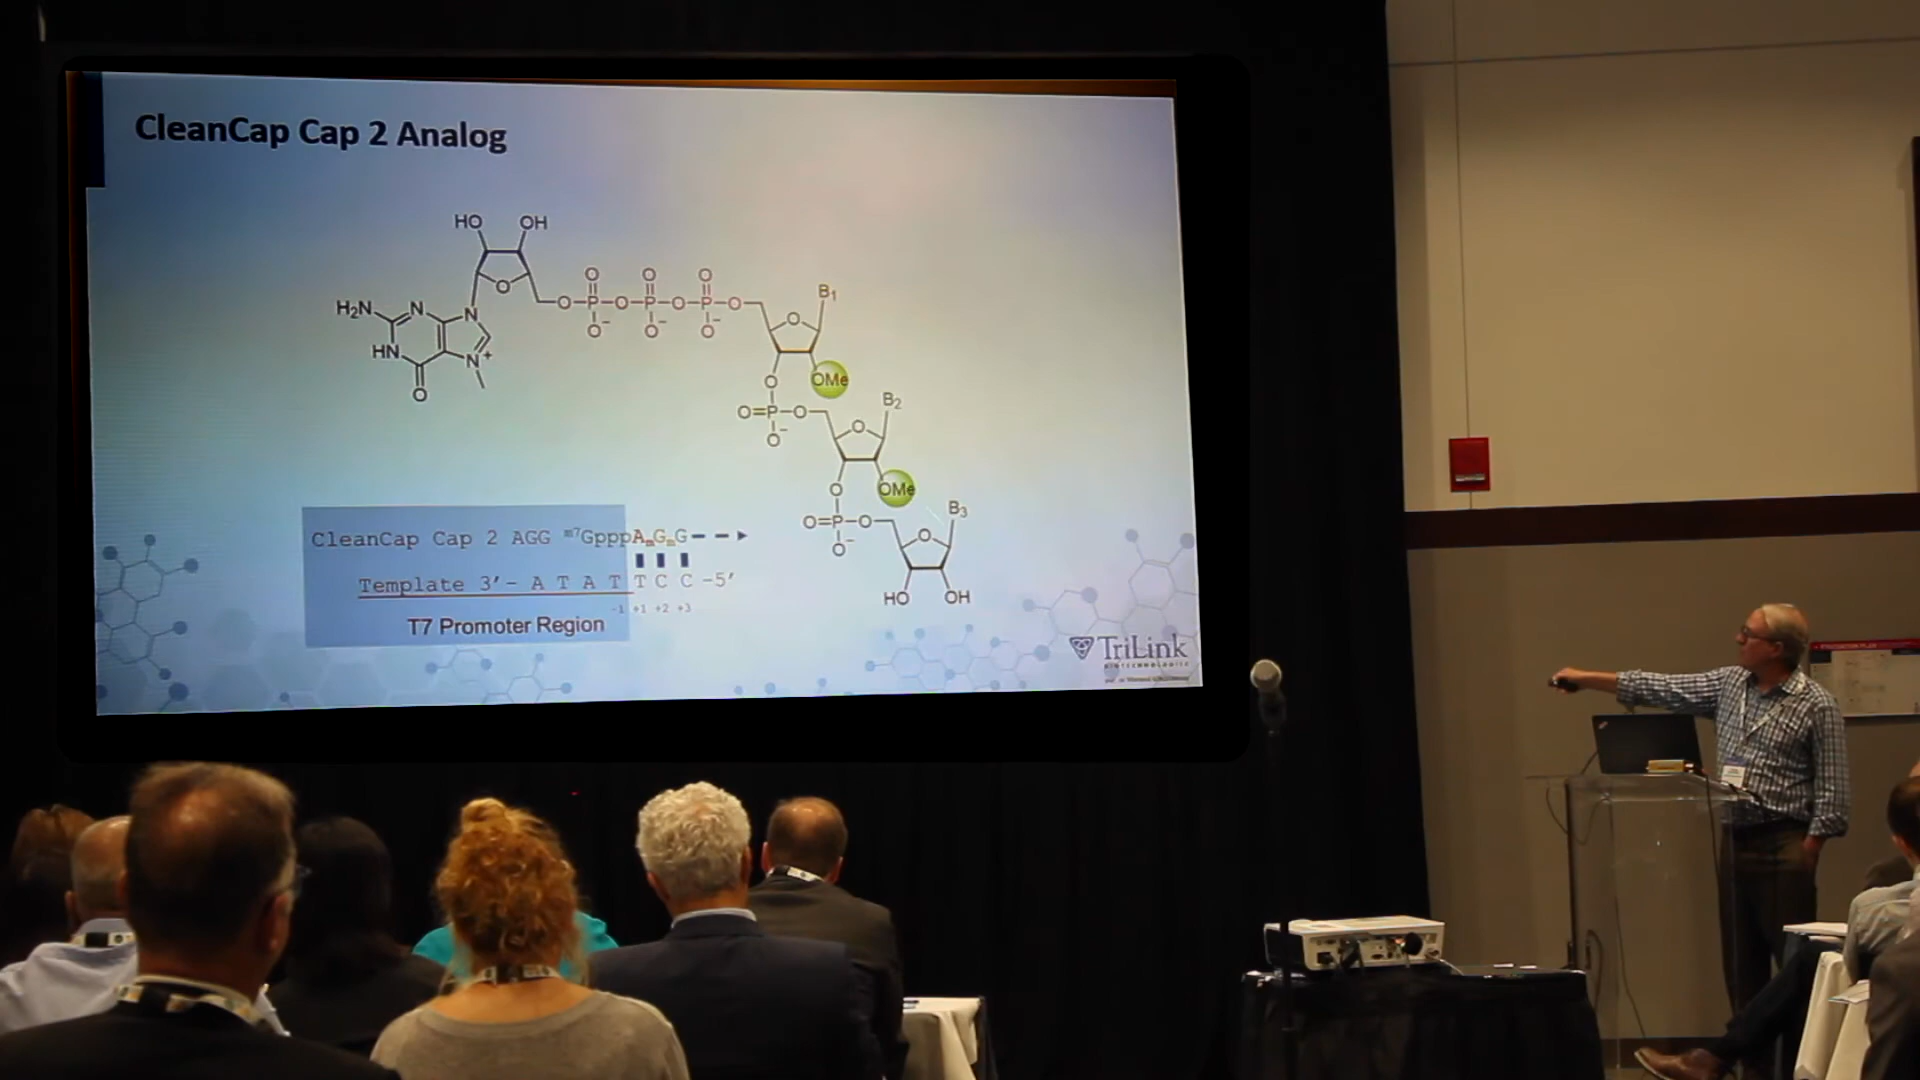 CleanCap Cap 2 Analog
HO OH
O O O
H₂N N N O P O P O P O B₁
O
HN N⁺ O⁻ O⁻ O⁻
O
O OMe
B₂
O=P-O
O⁻ O
O OMe
B₃
O=P-O
O⁻ O
HO OH
CleanCap Cap 2 AGG ᵐ⁷GpppAₘGₘG
Template 3′- A T A T T C C -5′
-1 +1 +2 +3
T7 Promoter Region
TriLink
BIOTECHNOLOGIES